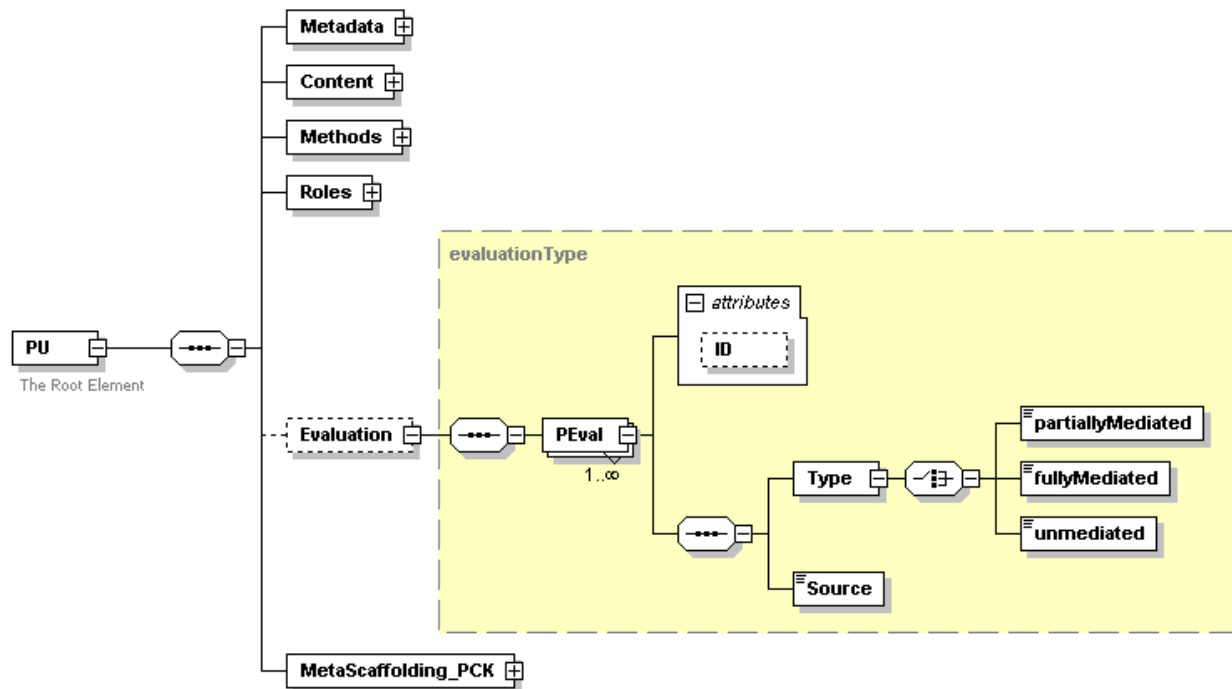 Metadata
Content
Methods
Roles
evaluationType
attributes
ID
PU
The Root Element
Evaluation
PEval
1..∞
partiallyMediated
Type
fullyMediated
unmediated
Source
MetaScaffolding_PCK